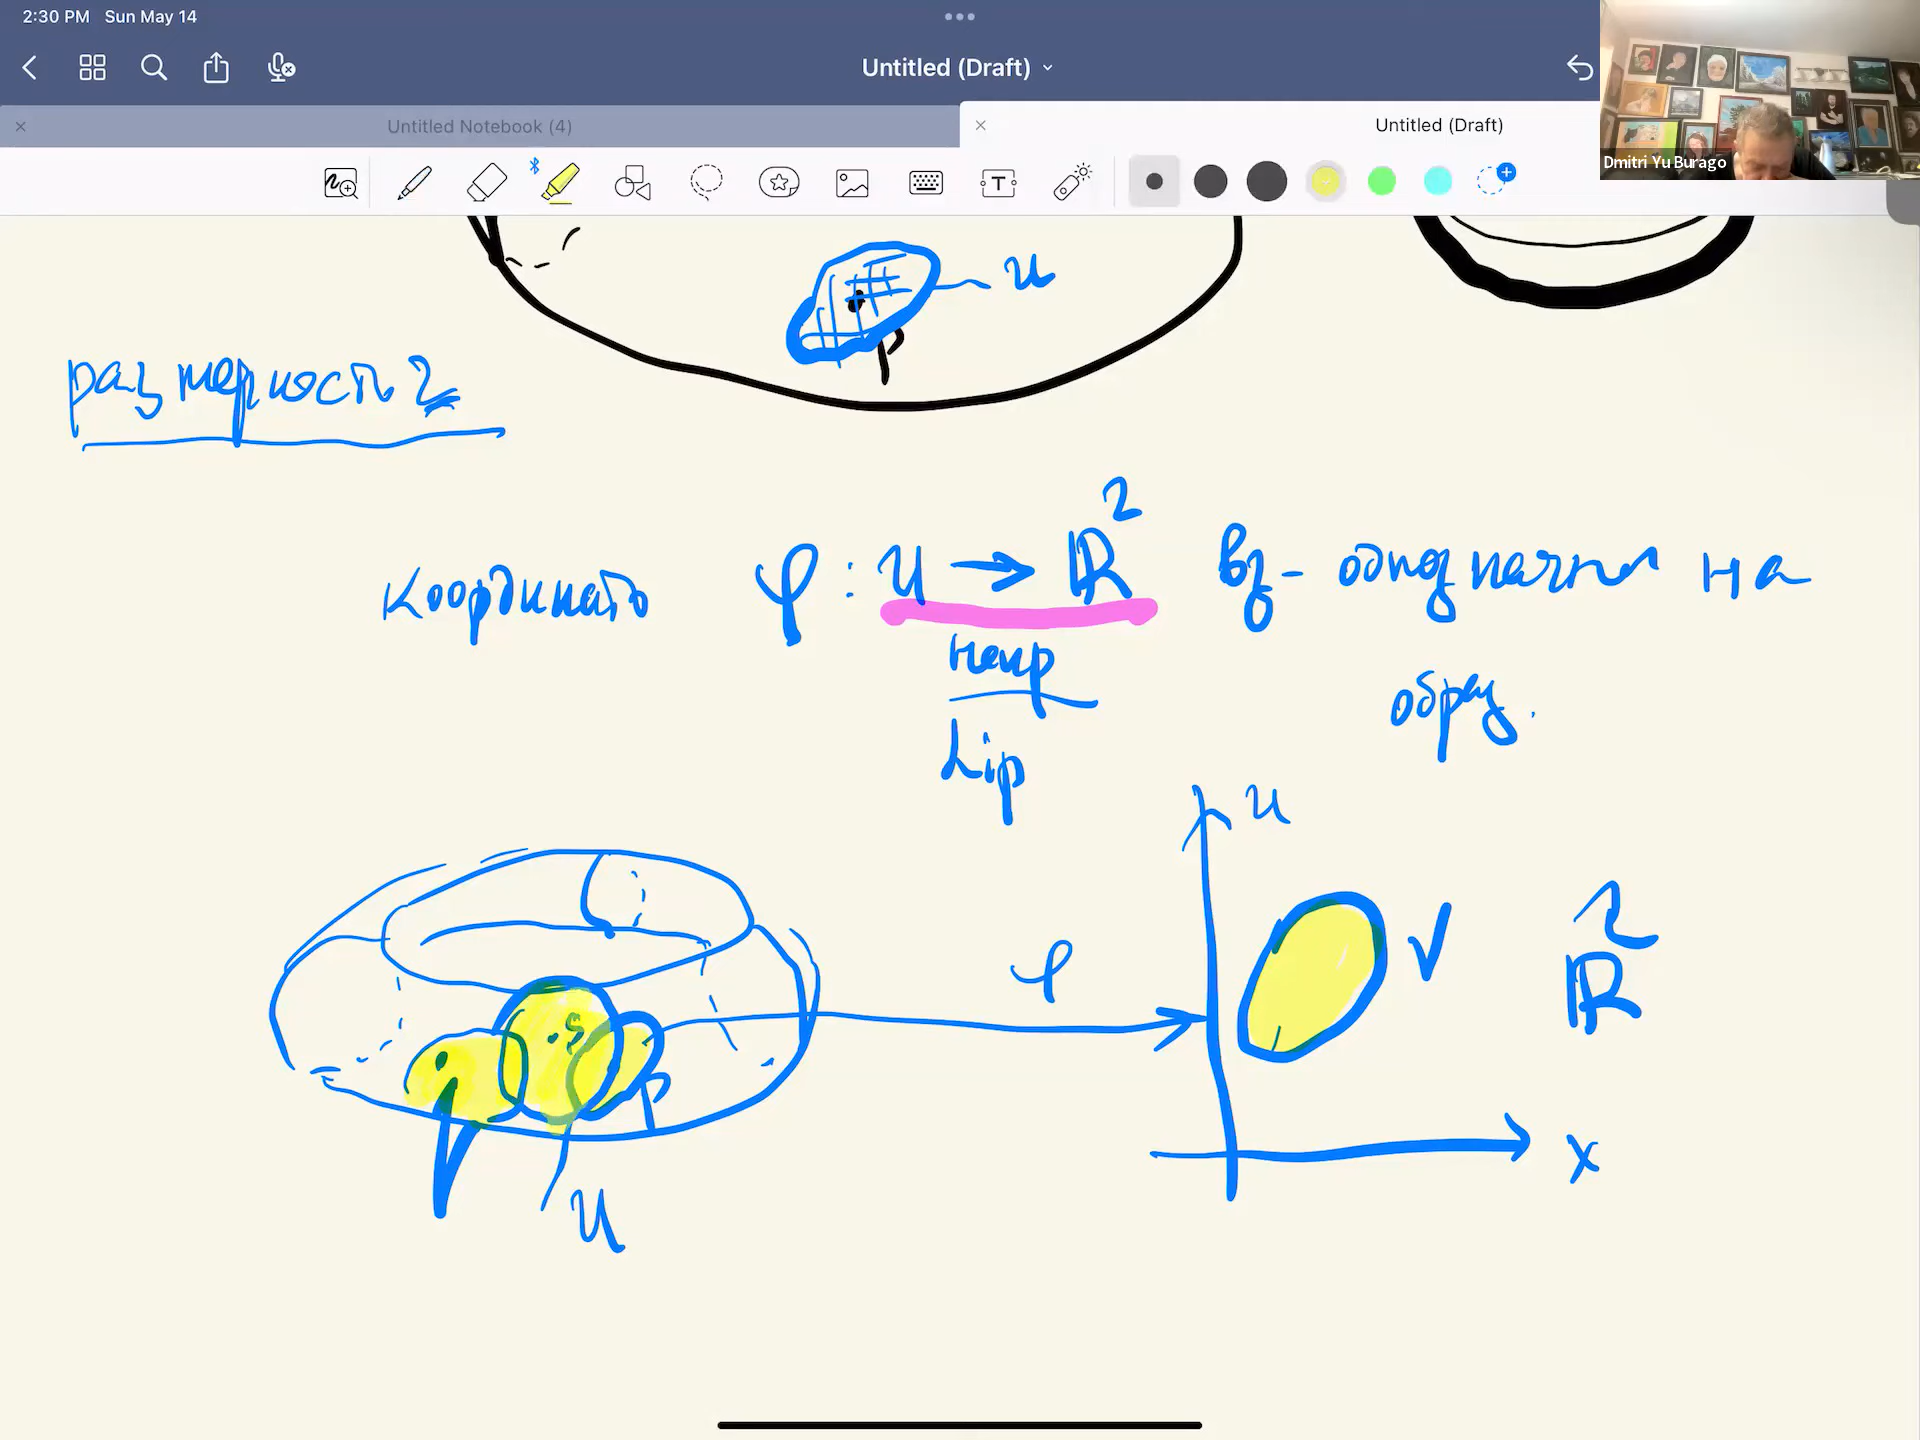 2:30 PM Sun May 14
Untitled (Draft)
Untitled Notebook (4)
Untitled (Draft)
Dmitri Yu Burago
T
U
p
размерность 2
Координаты φ : U → ℝ² вз-однозначна на
непр образ.
Lip
u
φ
V
ℝ²
p
x
U